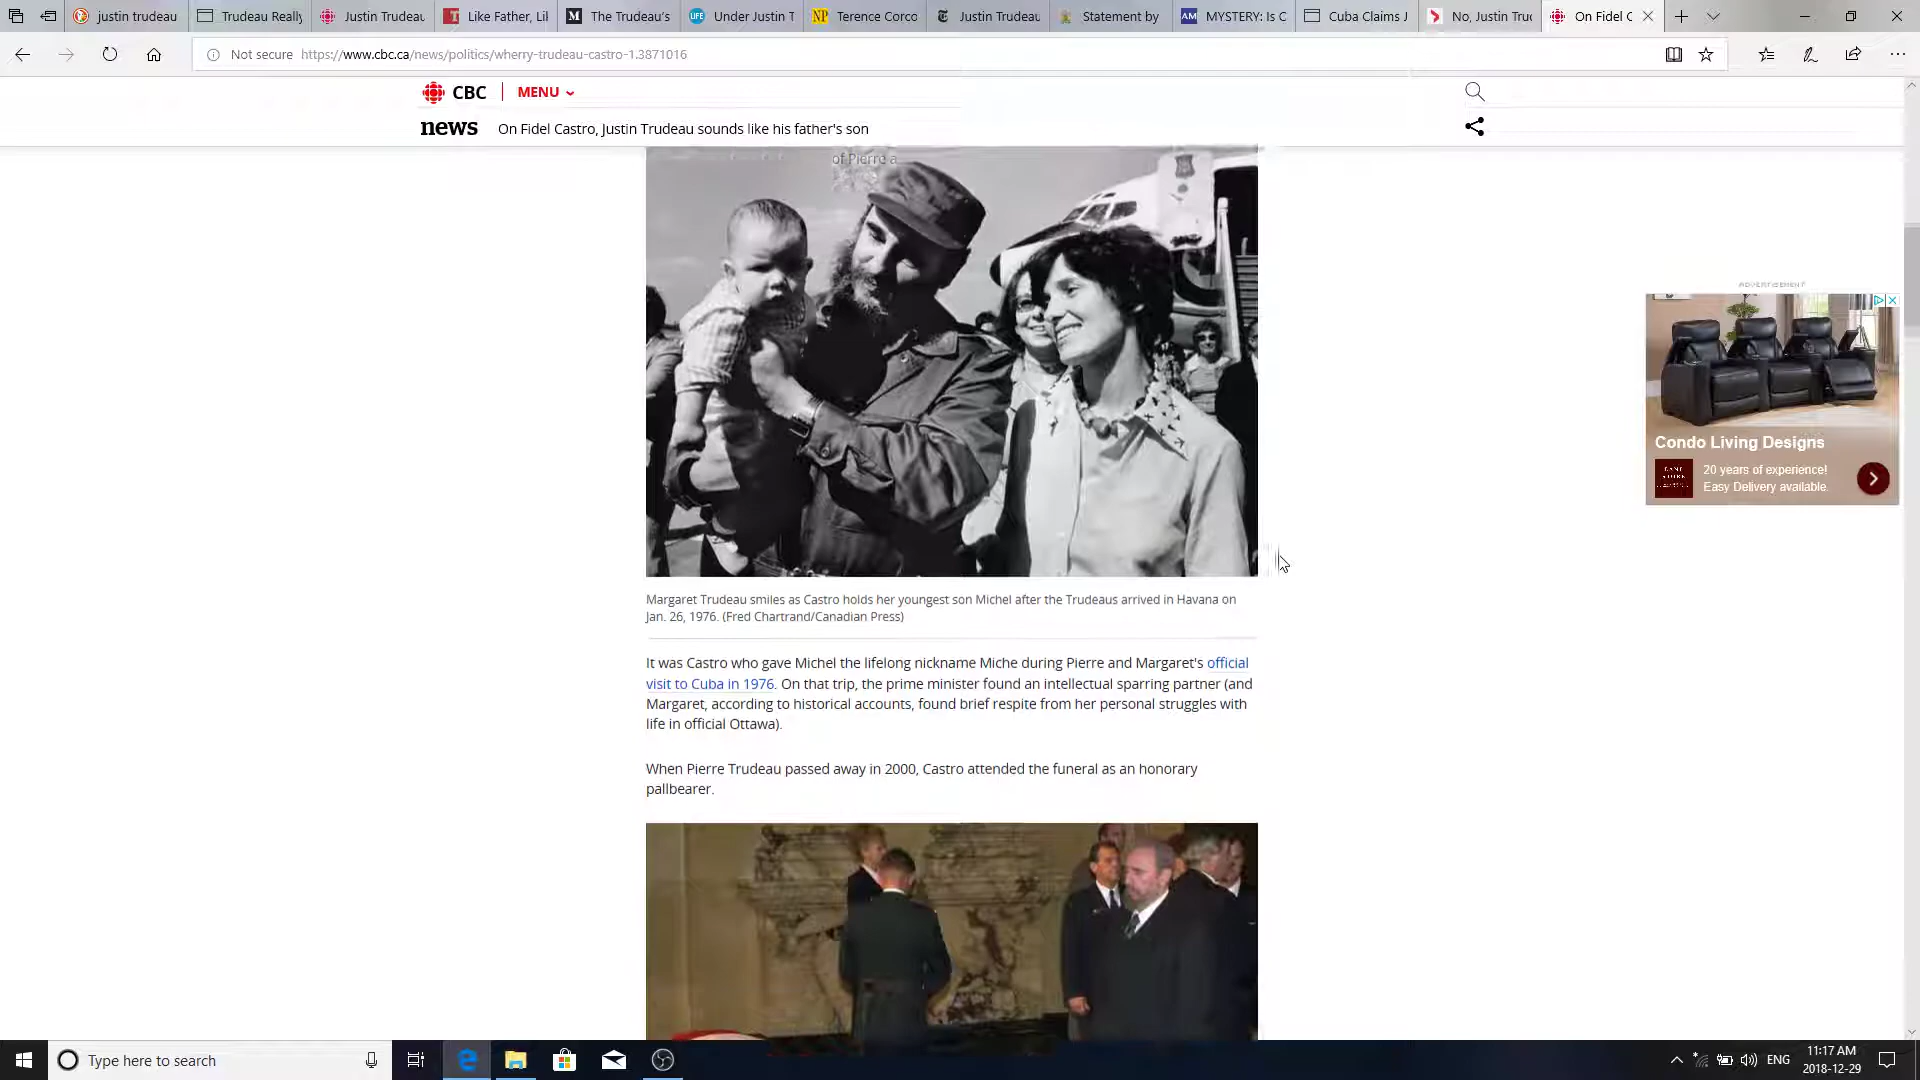 justin trudeau
Trudeau Really
Justin Trudeau
Like Father, Lil
The Trudeau's
Under Justin T
Terence Corco
Justin Trudeau
Statement by
MYSTERY: Is C
Cuba Claims J
No, Justin Truc
On Fidel C
Not secure https://www.cbc.ca/news/politics/wherry-trudeau-castro-1.3871016
CBC MENU
news On Fidel Castro, Justin Trudeau sounds like his father's son
of Pierre a
ADVERTISEMENT
Condo Living Designs
20 years of experience!
Easy Delivery available.
Margaret Trudeau smiles as Castro holds her youngest son Michel after the Trudeaus arrived in Havana on
Jan. 26, 1976. (Fred Chartrand/Canadian Press)
It was Castro who gave Michel the lifelong nickname Miche during Pierre and Margaret's official
visit to Cuba in 1976. On that trip, the prime minister found an intellectual sparring partner (and
Margaret, according to historical accounts, found brief respite from her personal struggles with
life in official Ottawa).
When Pierre Trudeau passed away in 2000, Castro attended the funeral as an honorary
pallbearer.
Type here to search
ENG
11:17 AM
2018-12-29